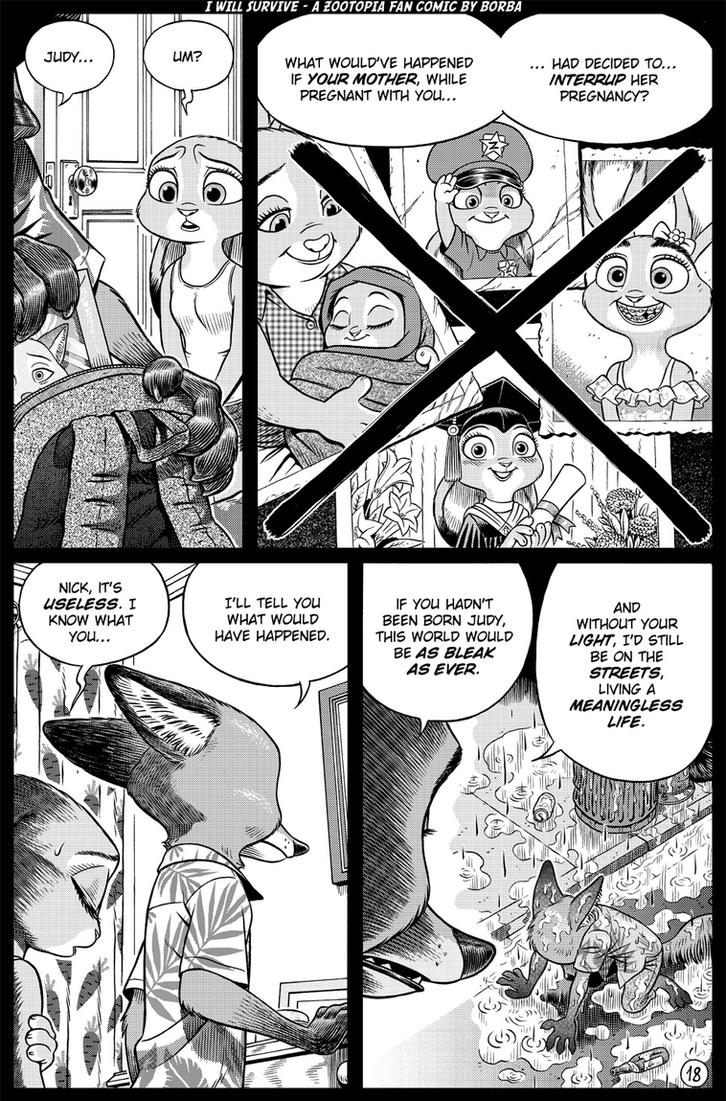 I WILL SURVIVE - A ZOOTOPIA FAN COMIC BY BORBA
JUDY...
UM?
WHAT WOULD'VE HAPPENED
IF YOUR MOTHER, WHILE
PREGNANT WITH YOU...
... HAD DECIDED TO...
INTERRUP HER
PREGNANCY?
Z
NICK, IT'S
USELESS. I
KNOW WHAT
YOU...
I'LL TELL YOU
WHAT WOULD
HAVE HAPPENED.
IF YOU HADN'T
BEEN BORN JUDY,
THIS WORLD WOULD
BE AS BLEAK
AS EVER.
AND
WITHOUT YOUR
LIGHT, I'D STILL
BE ON THE
STREETS,
LIVING A
MEANINGLESS
LIFE.
18